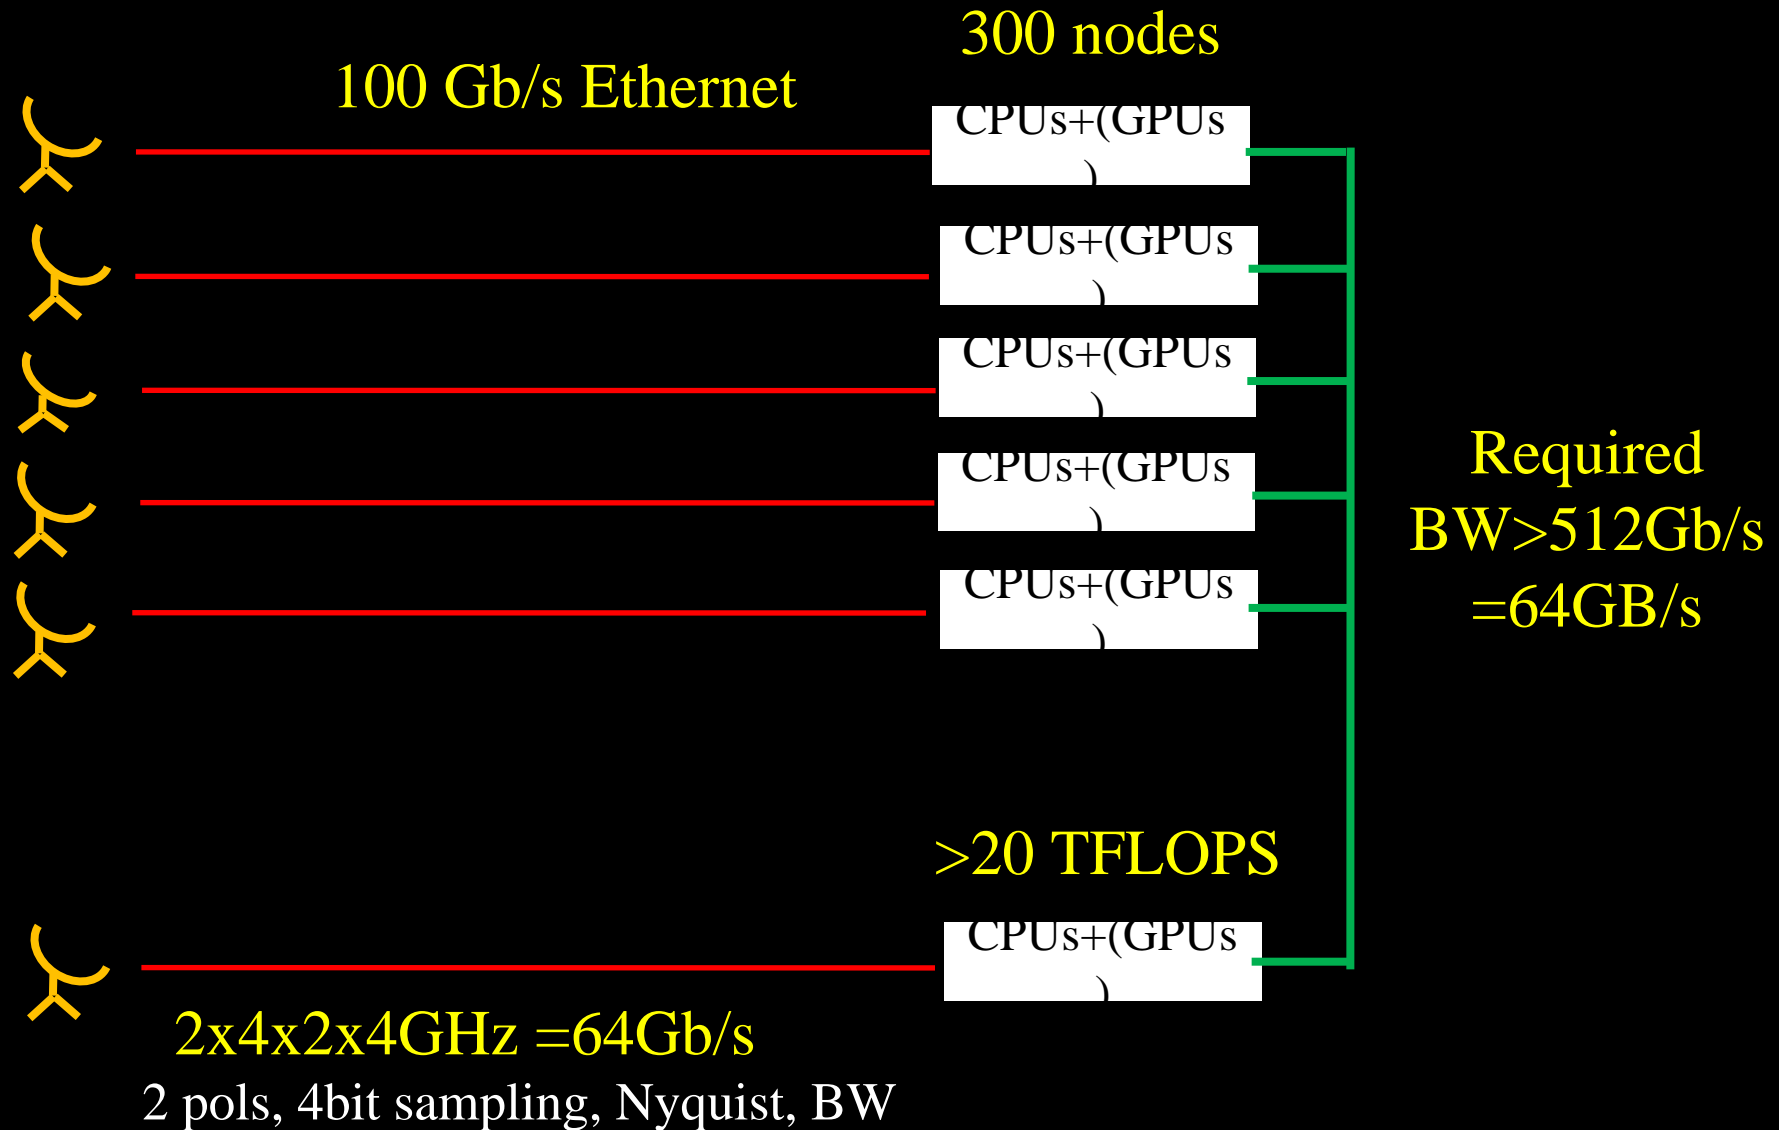 300 nodes
100 Gb/s Ethernet
CPUs+(GPUs
)
CPUs+(GPUs
)
CPUs+(GPUs
)
CPUs+(GPUs
)
CPUs+(GPUs
)
Required
BW>512Gb/s
=64GB/s
>20 TFLOPS
CPUs+(GPUs
)
2x4x2x4GHz =64Gb/s
2 pols, 4bit sampling, Nyquist, BW